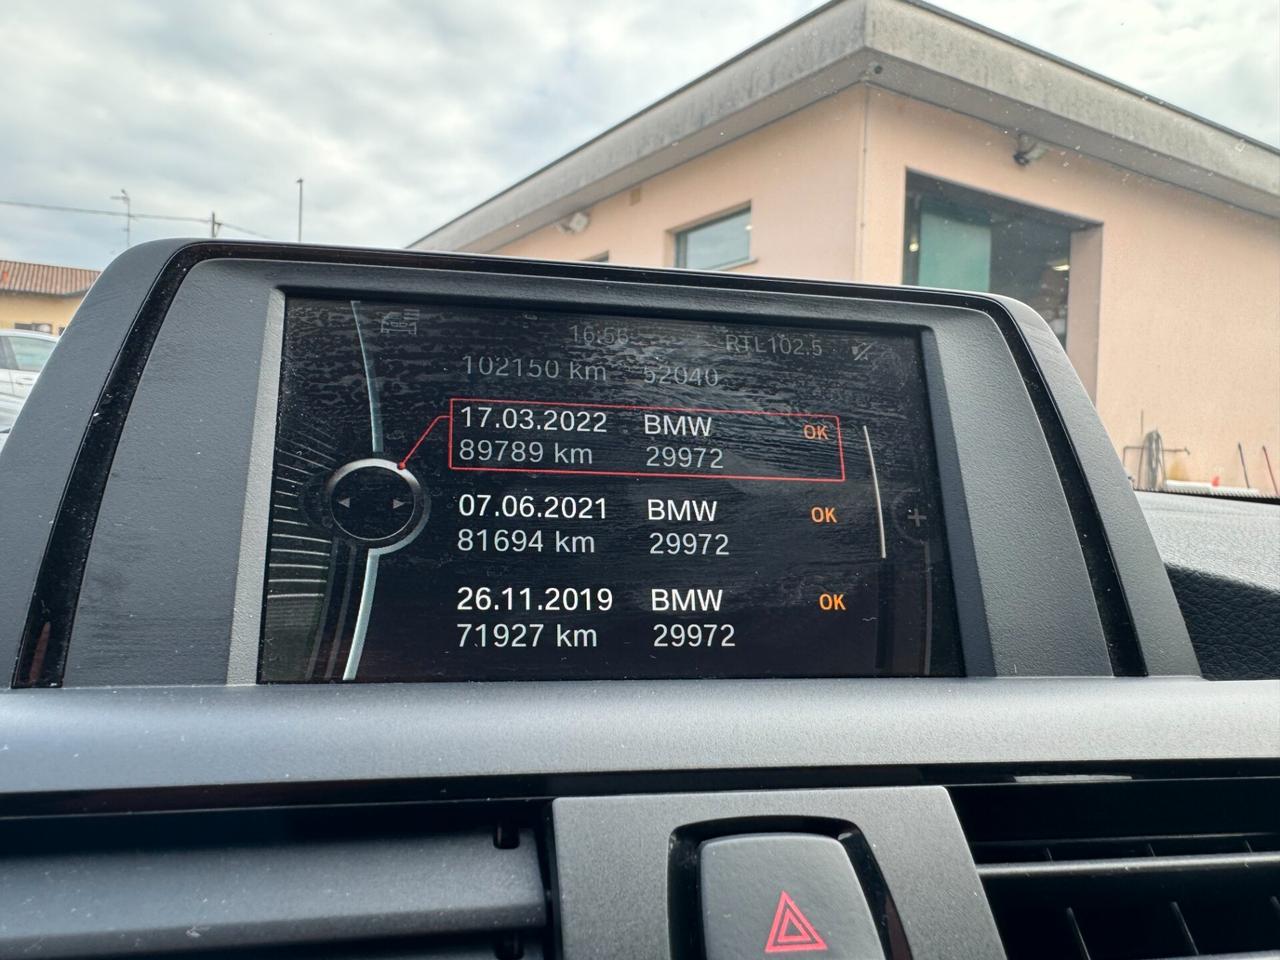 16:56 RTL102.5
102150 km 52040
17.03.2022 BMW OK
89789 km 29972
07.06.2021 BMW OK
81694 km 29972
26.11.2019 BMW OK
71927 km 29972